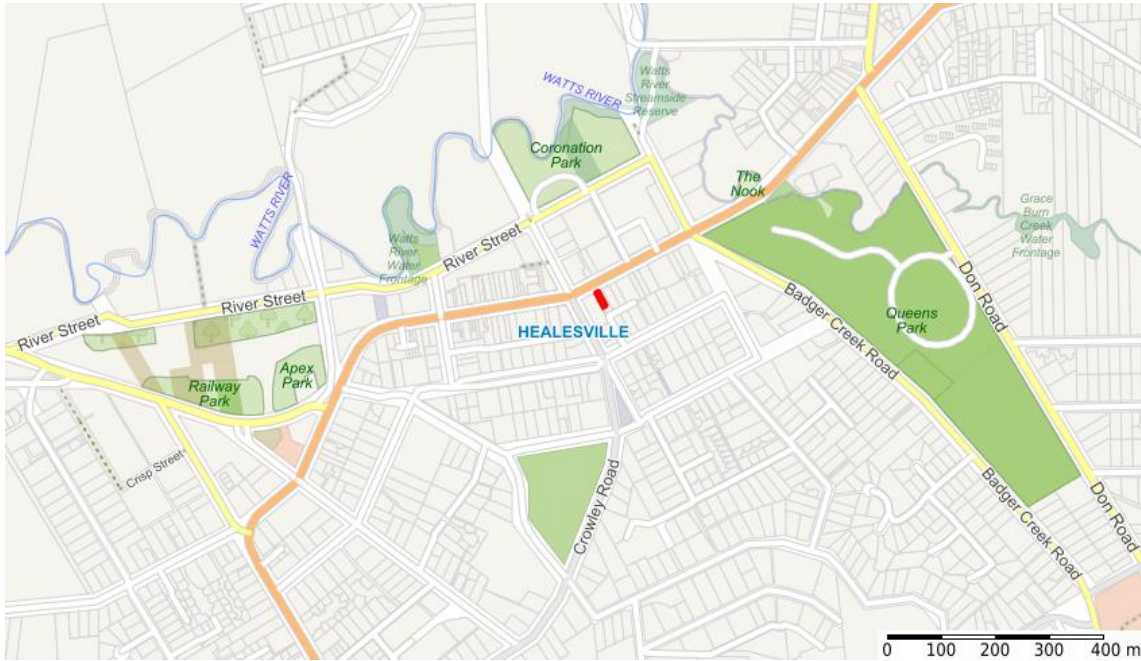 WATTS RIVER
Watts
River
Streamside
Reserve
Coronation
Park
The
Nook
WATTS RIVER
Grace
Burn
Creek
Water
Frontage
Watts
River
Water
Frontage
River Street
Don Road
River Street
Badger Creek Road
Queens
Park
River Street
HEALESVILLE
Apex
Park
Railway
Park
Crisp Street
Crowley Road
Badger Creek Road
Don Road
0 100 200 300 400 m